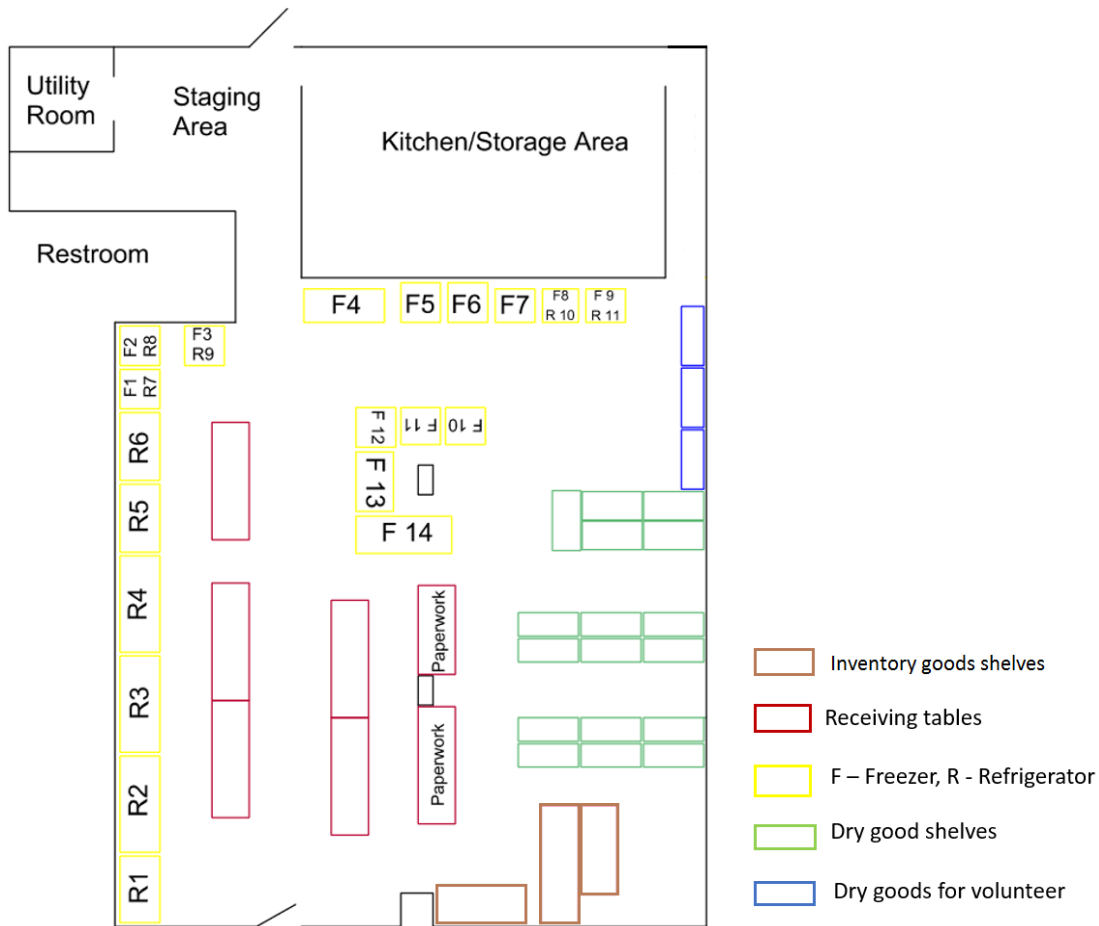 Utility
Room
Staging
Area
Kitchen/Storage Area
Restroom
F4
F5
F6
F7
F8
R 10
F 9
R 11
F2
R8
F3
R9
F1
R7
R6
F 12
F 11
F 10
R5
F 13
F 14
R4
Paperwork
R3
Paperwork
R2
R1
Inventory goods shelves
Receiving tables
F – Freezer, R - Refrigerator
Dry good shelves
Dry goods for volunteer